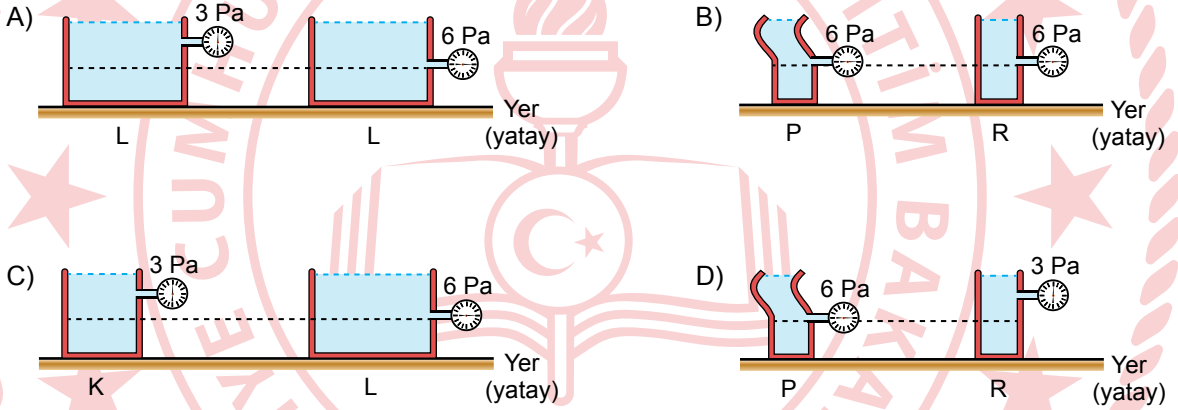 A)
3 Pa
6 Pa
L
L
Yer
(yatay)
B)
6 Pa
6 Pa
P
R
Yer
(yatay)
C)
3 Pa
6 Pa
K
L
Yer
(yatay)
D)
6 Pa
3 Pa
P
R
Yer
(yatay)